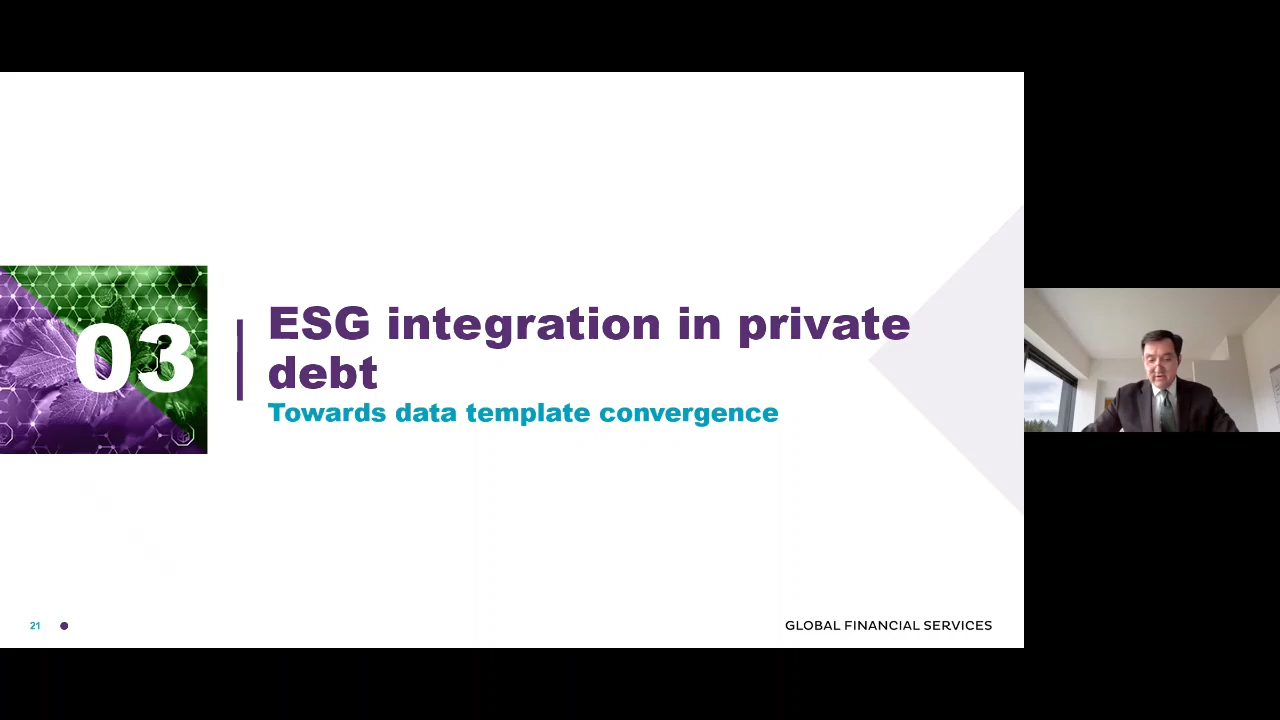 03
ESG integration in private
debt
Towards data template convergence
21
GLOBAL FINANCIAL SERVICES